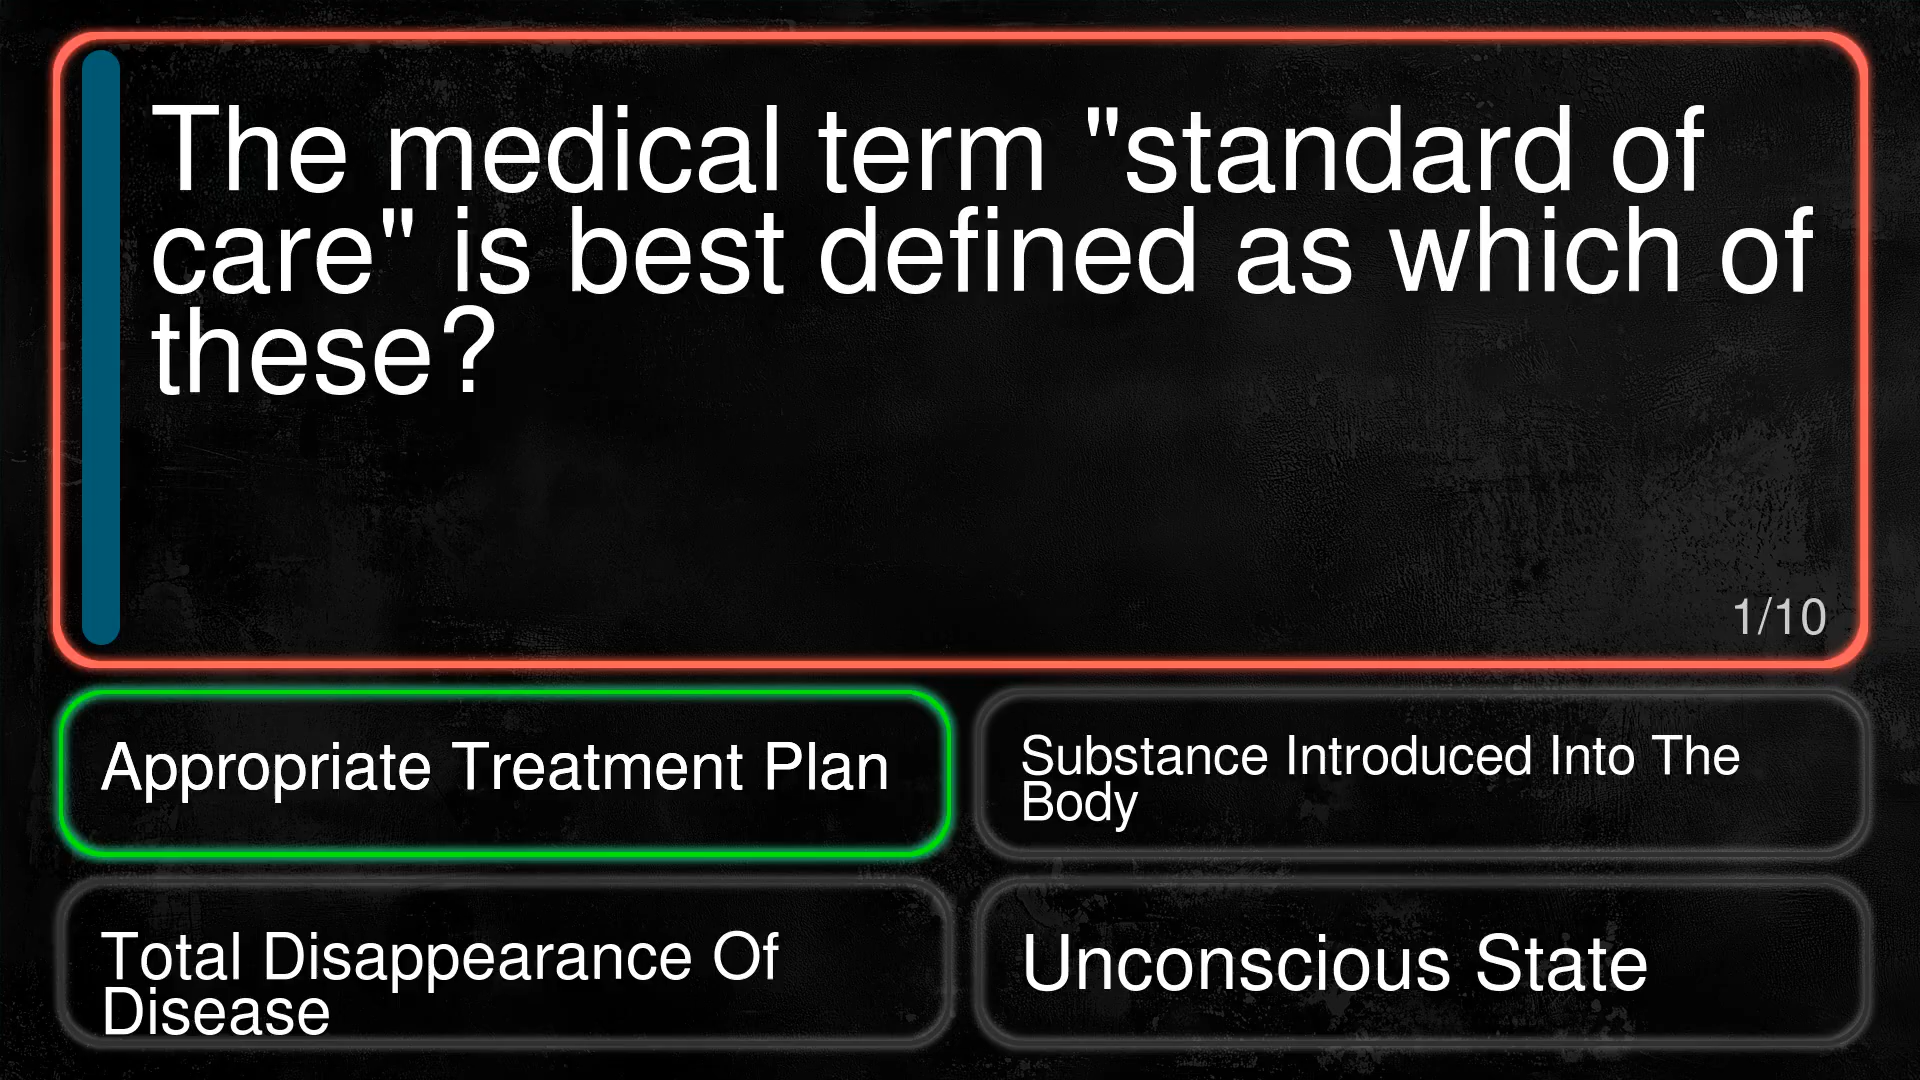 The medical term "standard of
care" is best defined as which of
these?
1/10
Appropriate Treatment Plan
Substance Introduced Into The
Body
Total Disappearance Of
Disease
Unconscious State